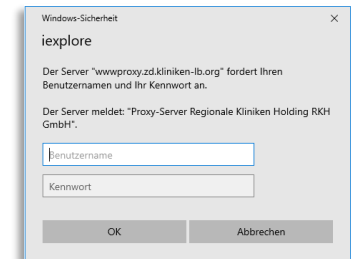 Windows-Sicherheit
iexplore
Der Server "wwwproxy.zd.kliniken-lb.org" fordert Ihren
Benutzernamen und Ihr Kennwort an.
Der Server meldet: "Proxy-Server Regionale Kliniken Holding RKH
GmbH".
Benutzername
Kennwort
OK Abbrechen